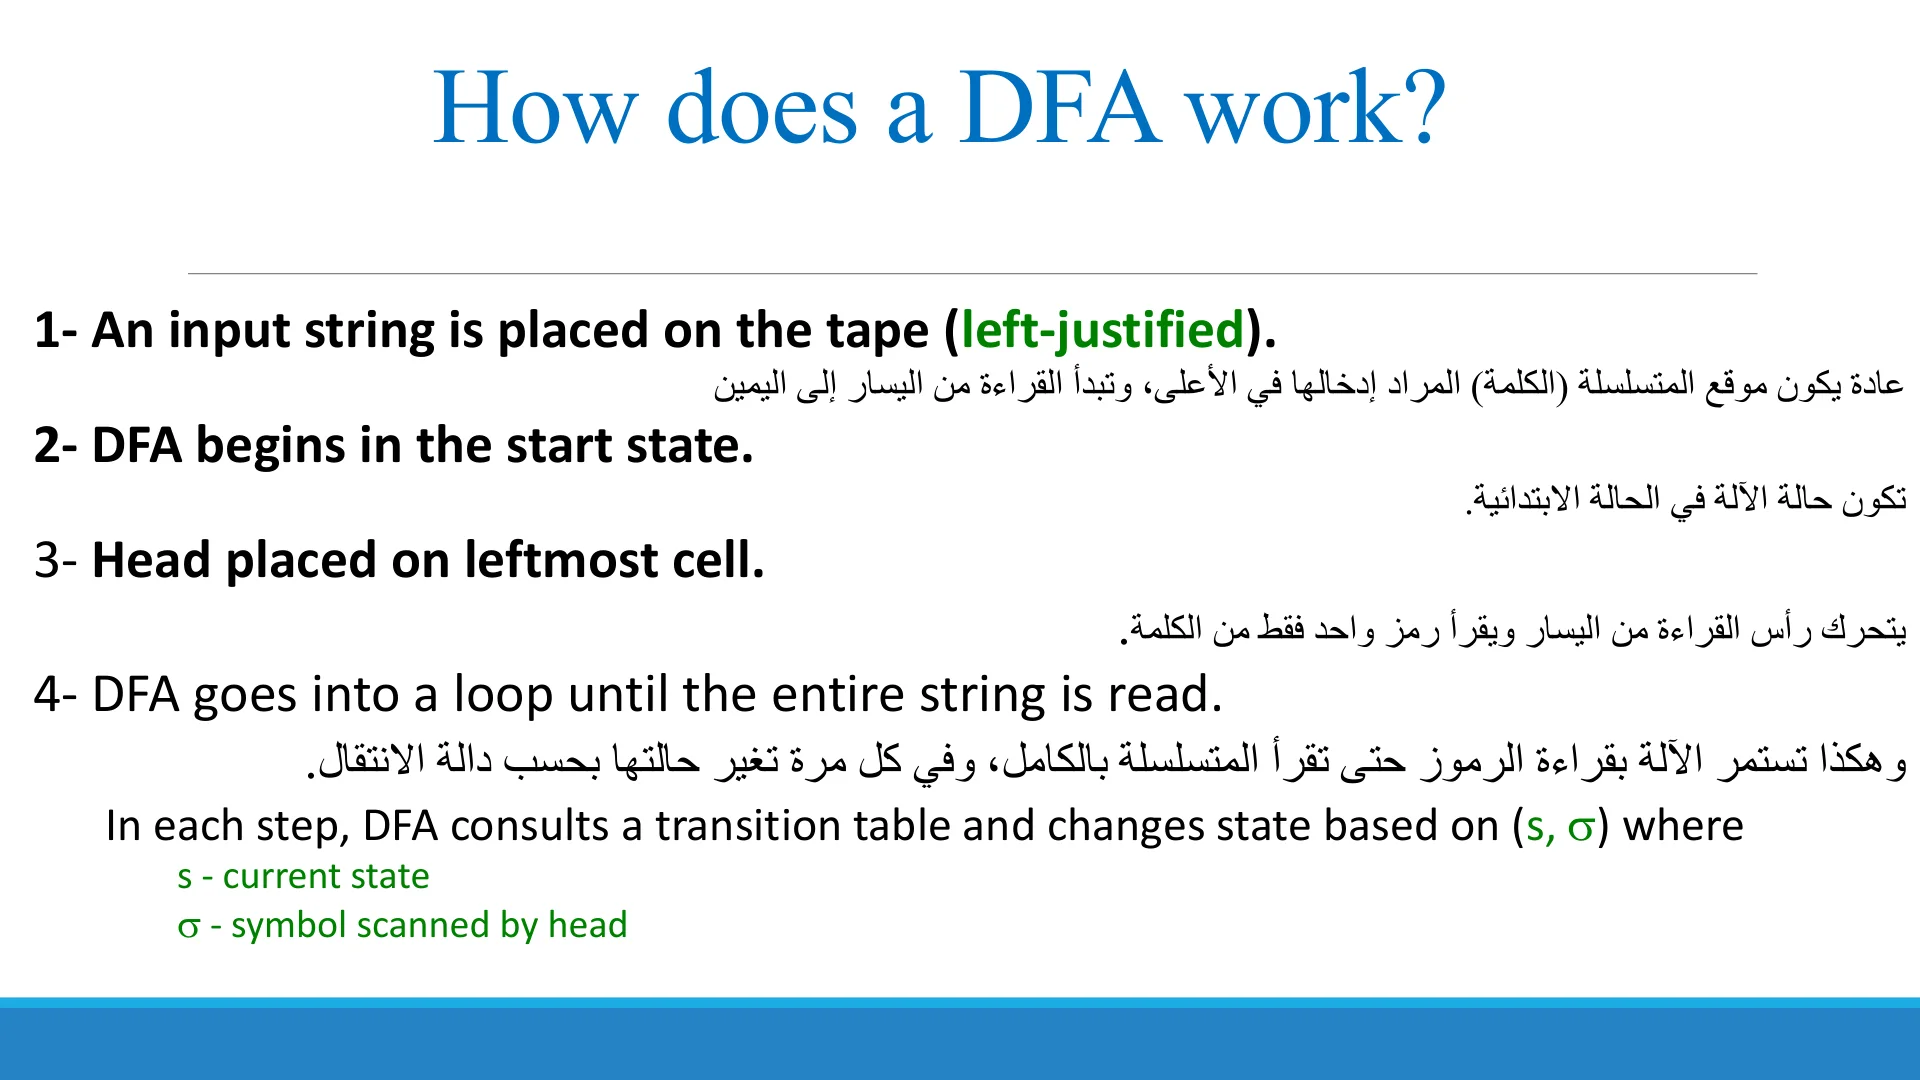 How does a DFA work?
1- An input string is placed on the tape (left-justified).
عادة يكون موقع المتسلسلة (الكلمة) المراد إدخالها في الأعلى، وتبدأ القراءة من اليسار إلى اليمين
2- DFA begins in the start state.
تكون حالة الآلة في الحالة الابتدائية.
3- Head placed on leftmost cell.
يتحرك رأس القراءة من اليسار ويقرأ رمز واحد فقط من الكلمة.
4- DFA goes into a loop until the entire string is read.
وهكذا تستمر الآلة بقراءة الرموز حتى تقرأ المتسلسلة بالكامل، وفي كل مرة تغير حالتها بحسب دالة الانتقال.
In each step, DFA consults a transition table and changes state based on (s, σ) where
s - current state
σ - symbol scanned by head